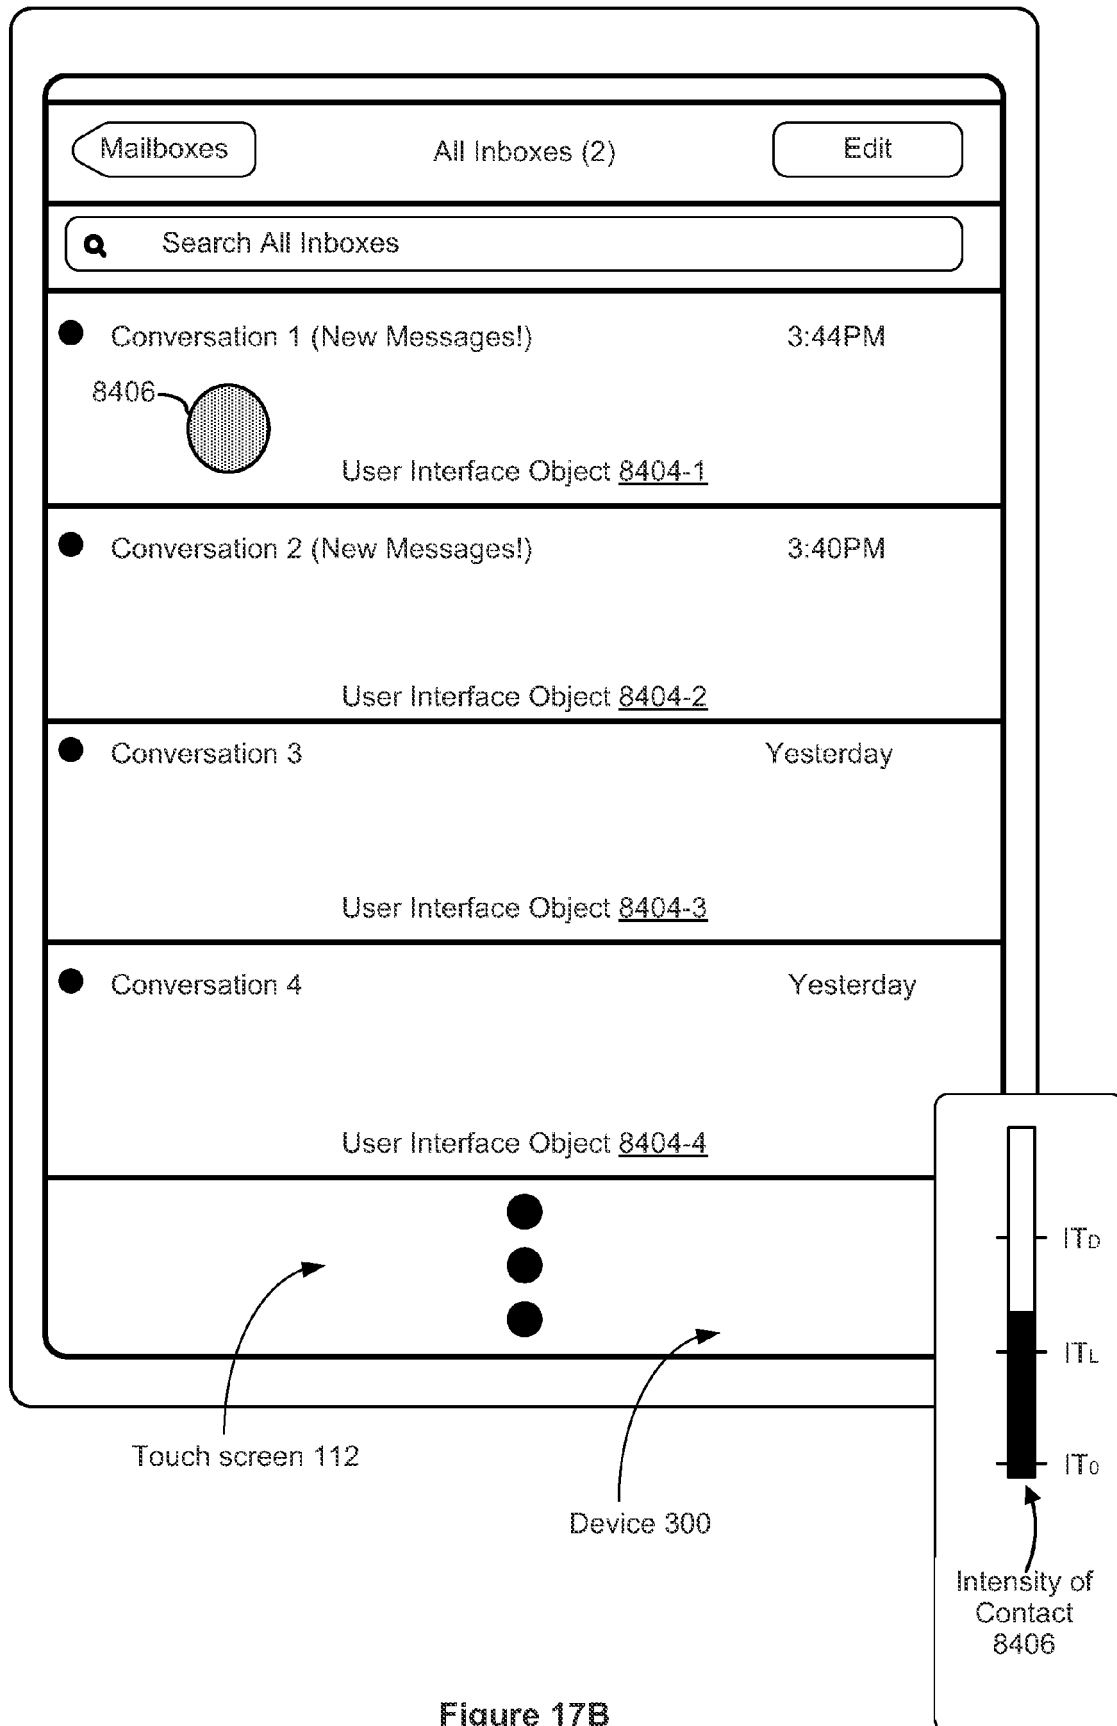 Mailboxes
All Inboxes (2)
Edit
Search All Inboxes
Conversation 1 (New Messages!)
3:44PM
8406
User Interface Object 8404-1
Conversation 2 (New Messages!)
3:40PM
User Interface Object 8404-2
Conversation 3
Yesterday
User Interface Object 8404-3
Conversation 4
Yesterday
User Interface Object 8404-4
ITD
ITL
IT0
Touch screen 112
Device 300
Intensity of
Contact
8406
Figure 17B